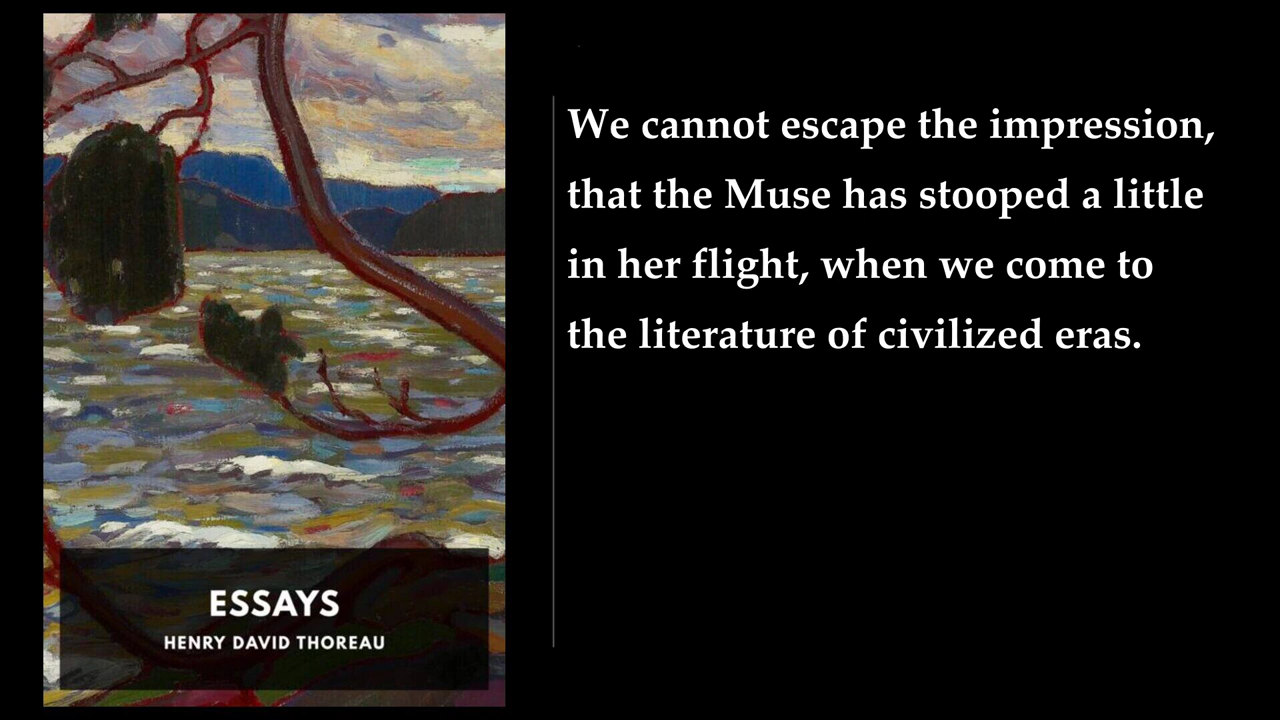 We cannot escape the impression,
that the Muse has stooped a little
in her flight, when we come to
the literature of civilized eras.
ESSAYS
HENRY DAVID THOREAU